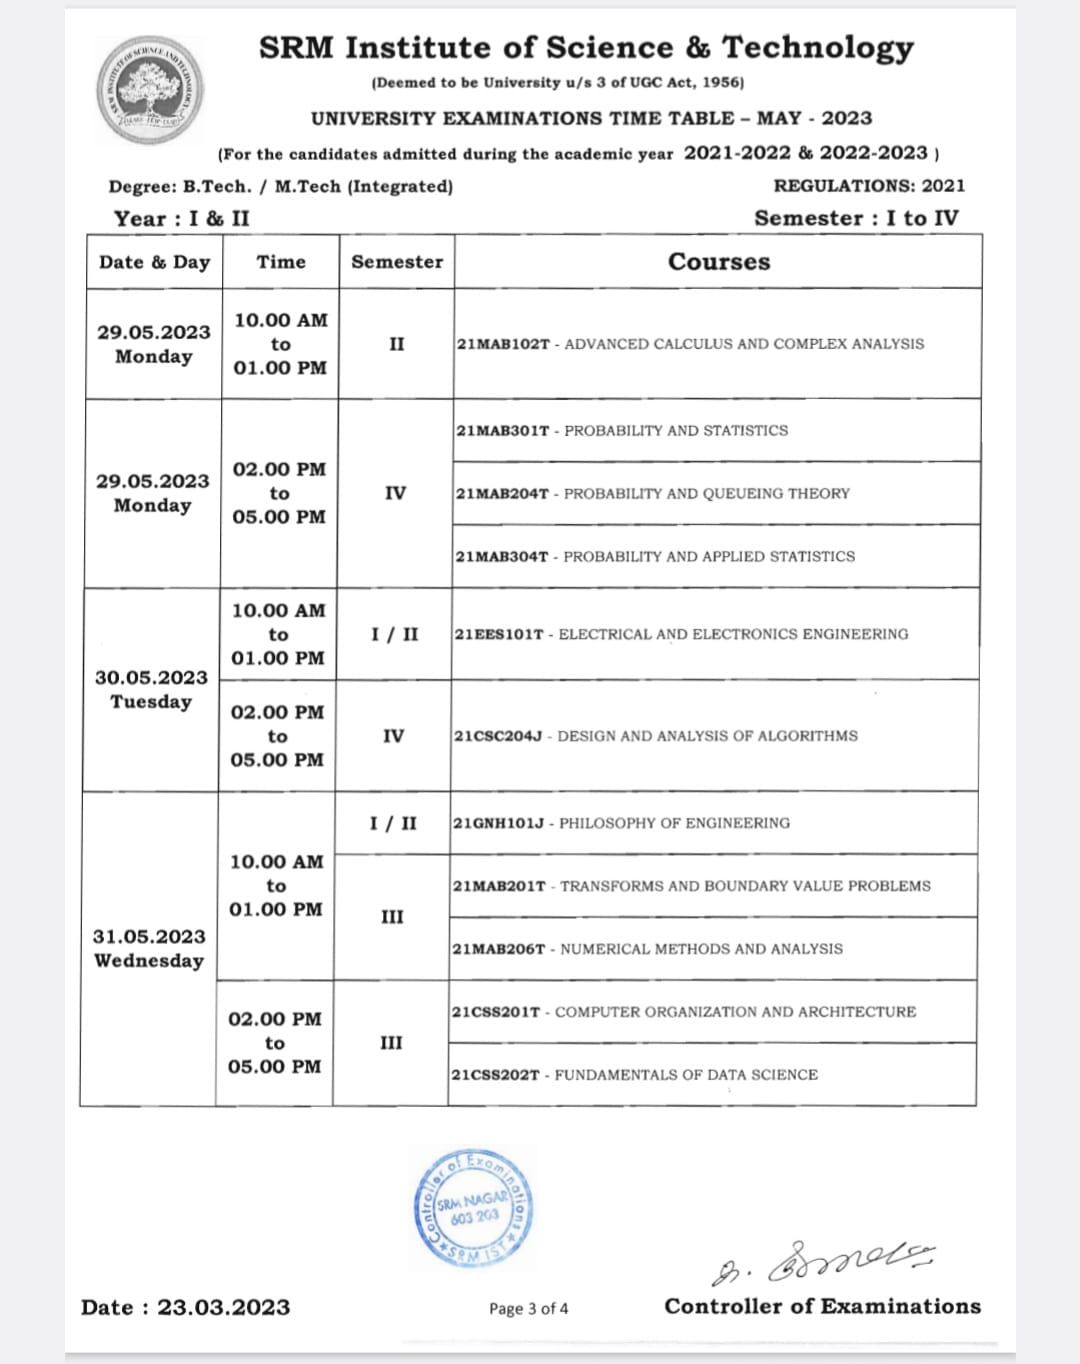 SRM INSTITUTE OF SCIENCE AND TECHNOLOGY
SRM Institute of Science & Technology
(Deemed to be University u/s 3 of UGC Act, 1956)
UNIVERSITY EXAMINATIONS TIME TABLE – MAY - 2023
(For the candidates admitted during the academic year 2021-2022 & 2022-2023 )
Degree: B.Tech. / M.Tech (Integrated) REGULATIONS: 2021
Year : I & II Semester : I to IV
Date & Day Time Semester Courses
29.05.2023
Monday
10.00 AM
to
01.00 PM
II
21MAB102T - ADVANCED CALCULUS AND COMPLEX ANALYSIS
29.05.2023
Monday
02.00 PM
to
05.00 PM
IV
21MAB301T - PROBABILITY AND STATISTICS
21MAB204T - PROBABILITY AND QUEUEING THEORY
21MAB304T - PROBABILITY AND APPLIED STATISTICS
30.05.2023
Tuesday
10.00 AM
to
01.00 PM
I / II
21EES101T - ELECTRICAL AND ELECTRONICS ENGINEERING
02.00 PM
to
05.00 PM
IV
21CSC204J - DESIGN AND ANALYSIS OF ALGORITHMS
31.05.2023
Wednesday
10.00 AM
to
01.00 PM
I / II
21GNH101J - PHILOSOPHY OF ENGINEERING
III
21MAB201T - TRANSFORMS AND BOUNDARY VALUE PROBLEMS
21MAB206T - NUMERICAL METHODS AND ANALYSIS
02.00 PM
to
05.00 PM
III
21CSS201T - COMPUTER ORGANIZATION AND ARCHITECTURE
21CSS202T - FUNDAMENTALS OF DATA SCIENCE
Controller of Examinations
SRM NAGAR
603 203
SRM IST
Date : 23.03.2023 Page 3 of 4 Controller of Examinations